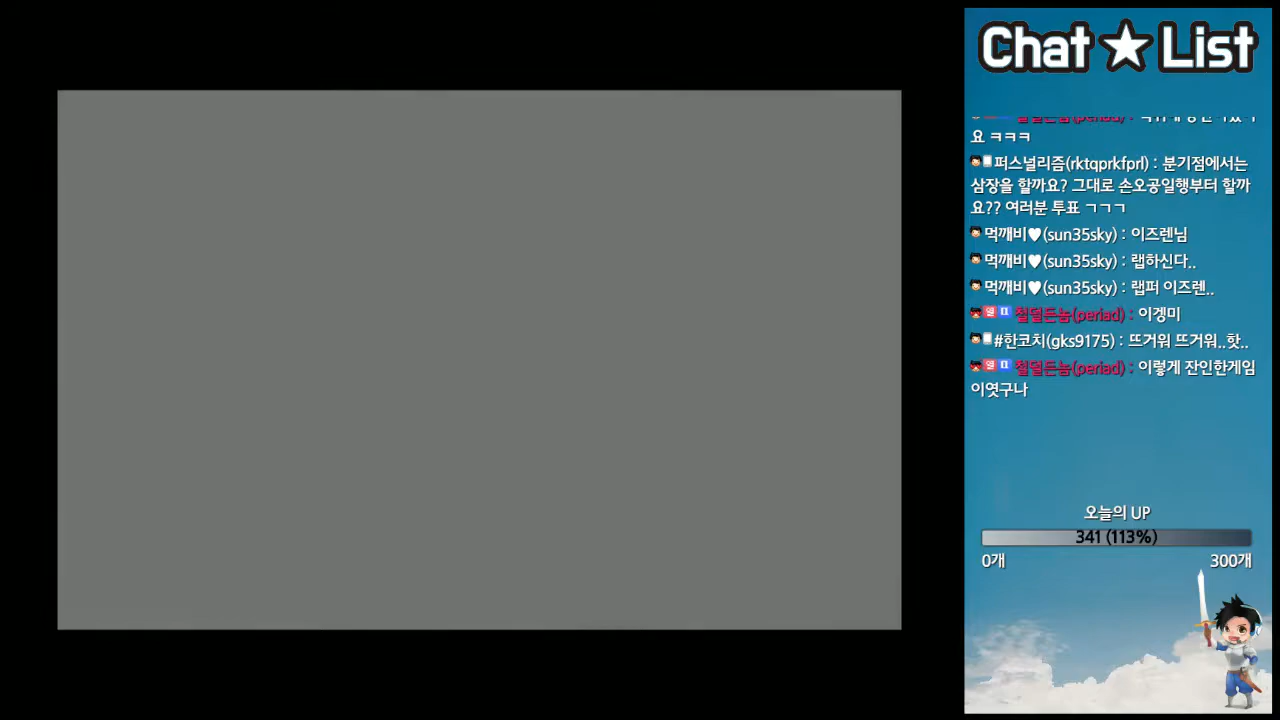 Chat ★ List
요 ㅋㅋㅋ
퍼스널리즘(rktqprkfprl) : 분기점에서는
삼장을 할까요? 그대로 손오공일행부터 할까
요?? 여러분 투표 ㄱㄱㄱ
먹깨비♥(sun35sky) : 이즈렌님
먹깨비♥(sun35sky) : 랩하신다..
먹깨비♥(sun35sky) : 랩퍼 이즈렌..
열 마 철덜든놈(periad) : 이겡미
#한코치(gks9175) : 뜨거워 뜨거워..핫..
열 철덜든놈(periad) : 이렇게 잔인한게임
이엿구나
오늘의 UP
341 (113%)
0개 300개